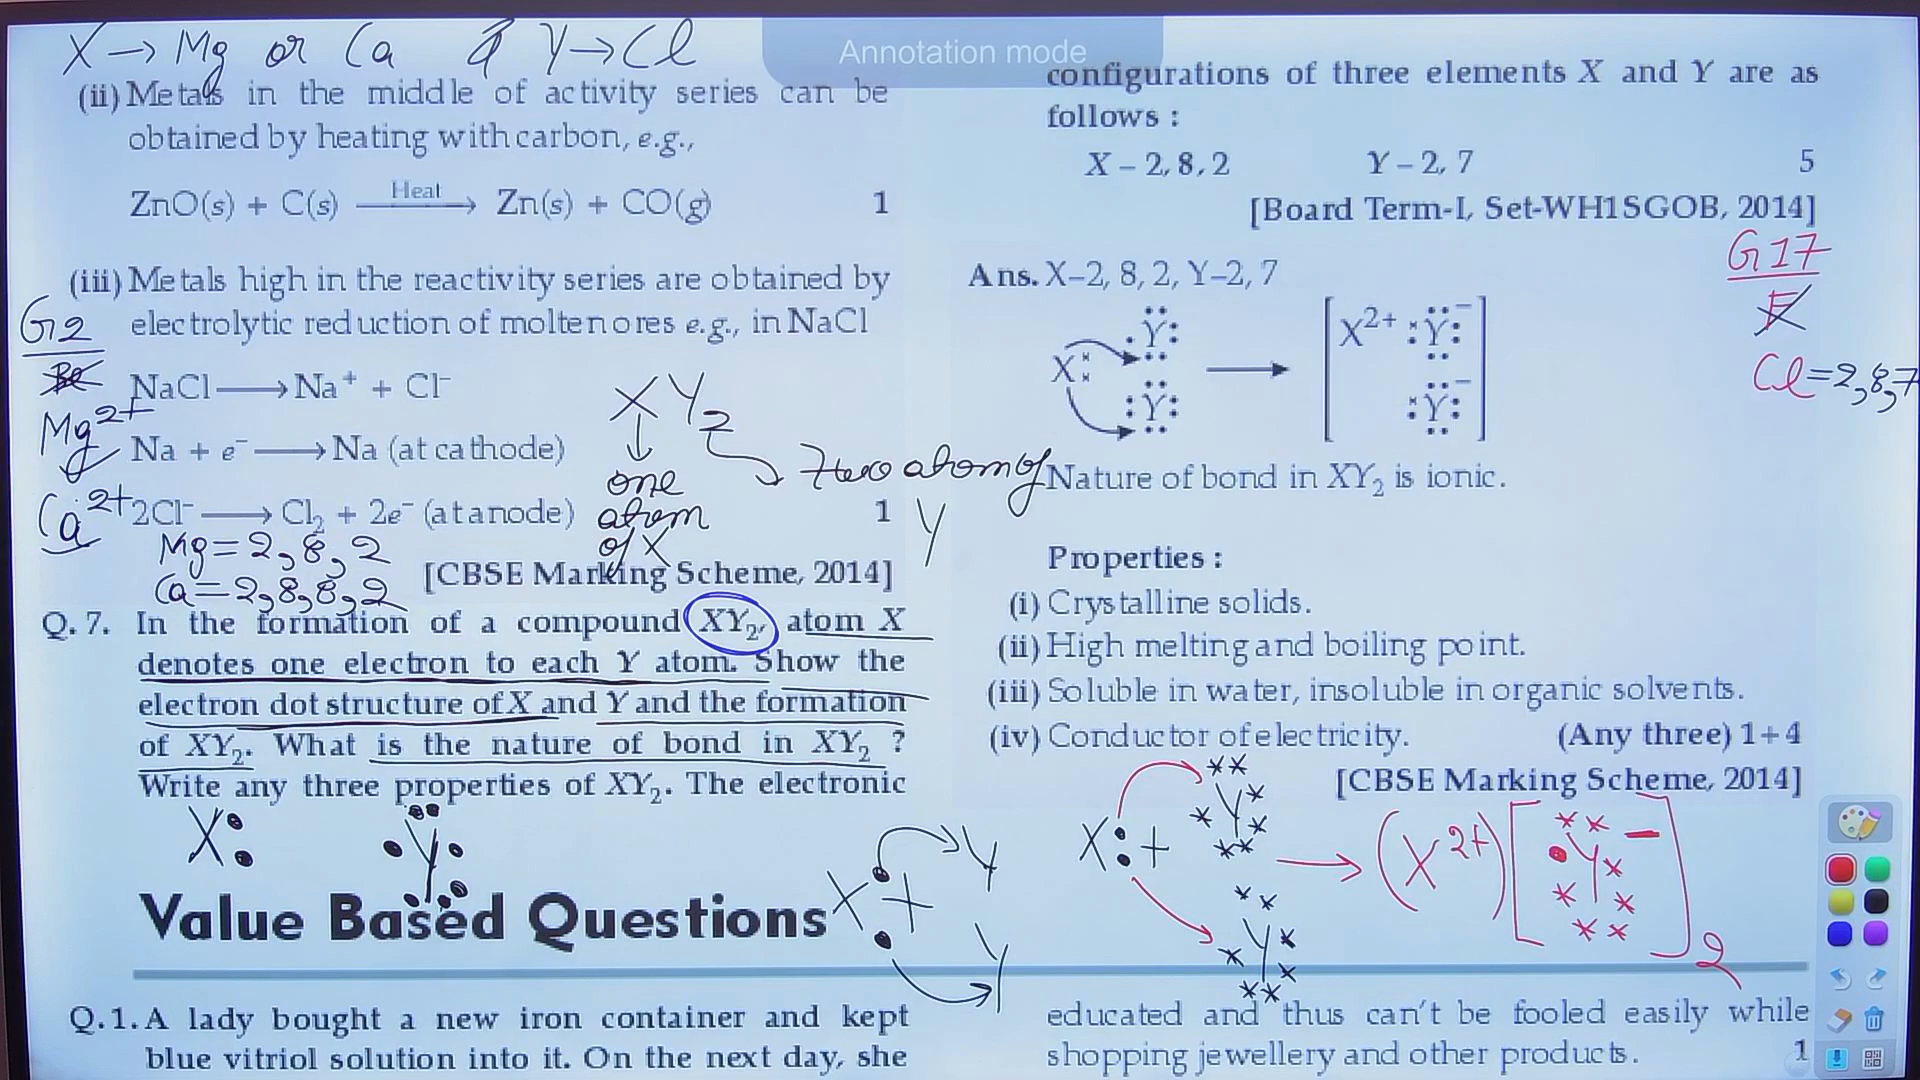 Annotation mode
X → Mg or Ca & Y → Cl
(ii) Metals in the middle of activity series can be
obtained by heating with carbon, e.g.,
ZnO(s) + C(s) —Heat→ Zn(s) + CO(g) 1
(iii) Metals high in the reactivity series are obtained by
electrolytic reduction of molten ores e.g., in NaCl
NaCl → Na⁺ + Cl⁻
Na + e⁻ → Na (at cathode)
2Cl⁻ → Cl₂ + 2e⁻ (at anode) 1
[CBSE Marking Scheme, 2014]
G2
Be
Mg²⁺
Ca²⁺
Mg = 2, 8, 2
Ca = 2, 8, 8, 2
XY₂
one
atom
of X
two atom of
Y
Q. 7. In the formation of a compound XY₂, atom X
denotes one electron to each Y atom. Show the
electron dot structure of X and Y and the formation
of XY₂. What is the nature of bond in XY₂ ?
Write any three properties of XY₂. The electronic
X Y
X + Y
Y
Value Based Questions
Q. 1. A lady bought a new iron container and kept
blue vitriol solution into it. On the next day, she
configurations of three elements X and Y are as
follows :
X – 2, 8, 2 Y – 2, 7 5
[Board Term-I, Set-WH1SGOB, 2014]
G17
F
Cl = 2, 8, 7
Ans. X–2, 8, 2, Y–2, 7
X Y → [X²⁺ Y⁻
Y Y⁻]
Nature of bond in XY₂ is ionic.
Properties :
(i) Crystalline solids.
(ii) High melting and boiling point.
(iii) Soluble in water, insoluble in organic solvents.
(iv) Conductor of electricity. (Any three) 1+4
[CBSE Marking Scheme, 2014]
X + Y → (X²⁺) [Y⁻]₂
Y
educated and thus can't be fooled easily while
shopping jewellery and other products. 1